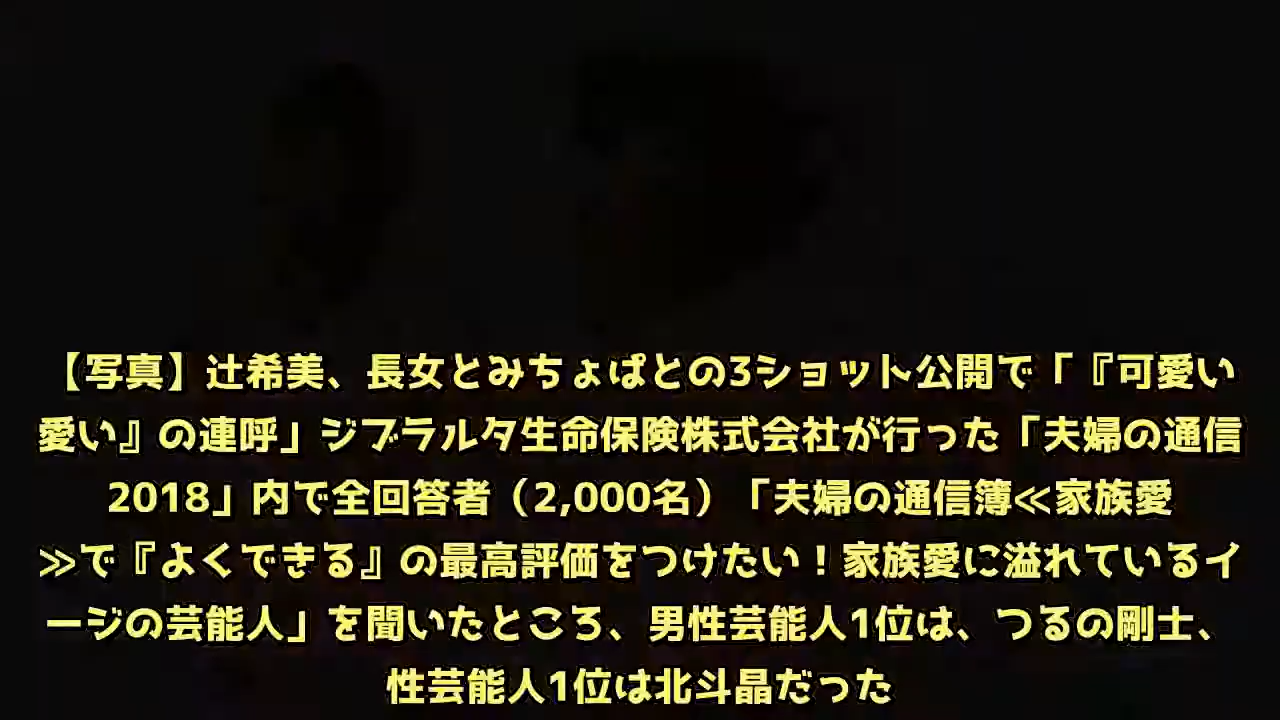 【写真】辻希美、長女とみちょぱとの3ショット公開で「『可愛い
愛い』の連呼」ジブラルタ生命保険株式会社が行った「夫婦の通信
2018」内で全回答者（2,000名）「夫婦の通信簿≪家族愛
≫で『よくできる』の最高評価をつけたい！家族愛に溢れているイ
ージの芸能人」を聞いたところ、男性芸能人1位は、つるの剛士、
性芸能人1位は北斗晶だった